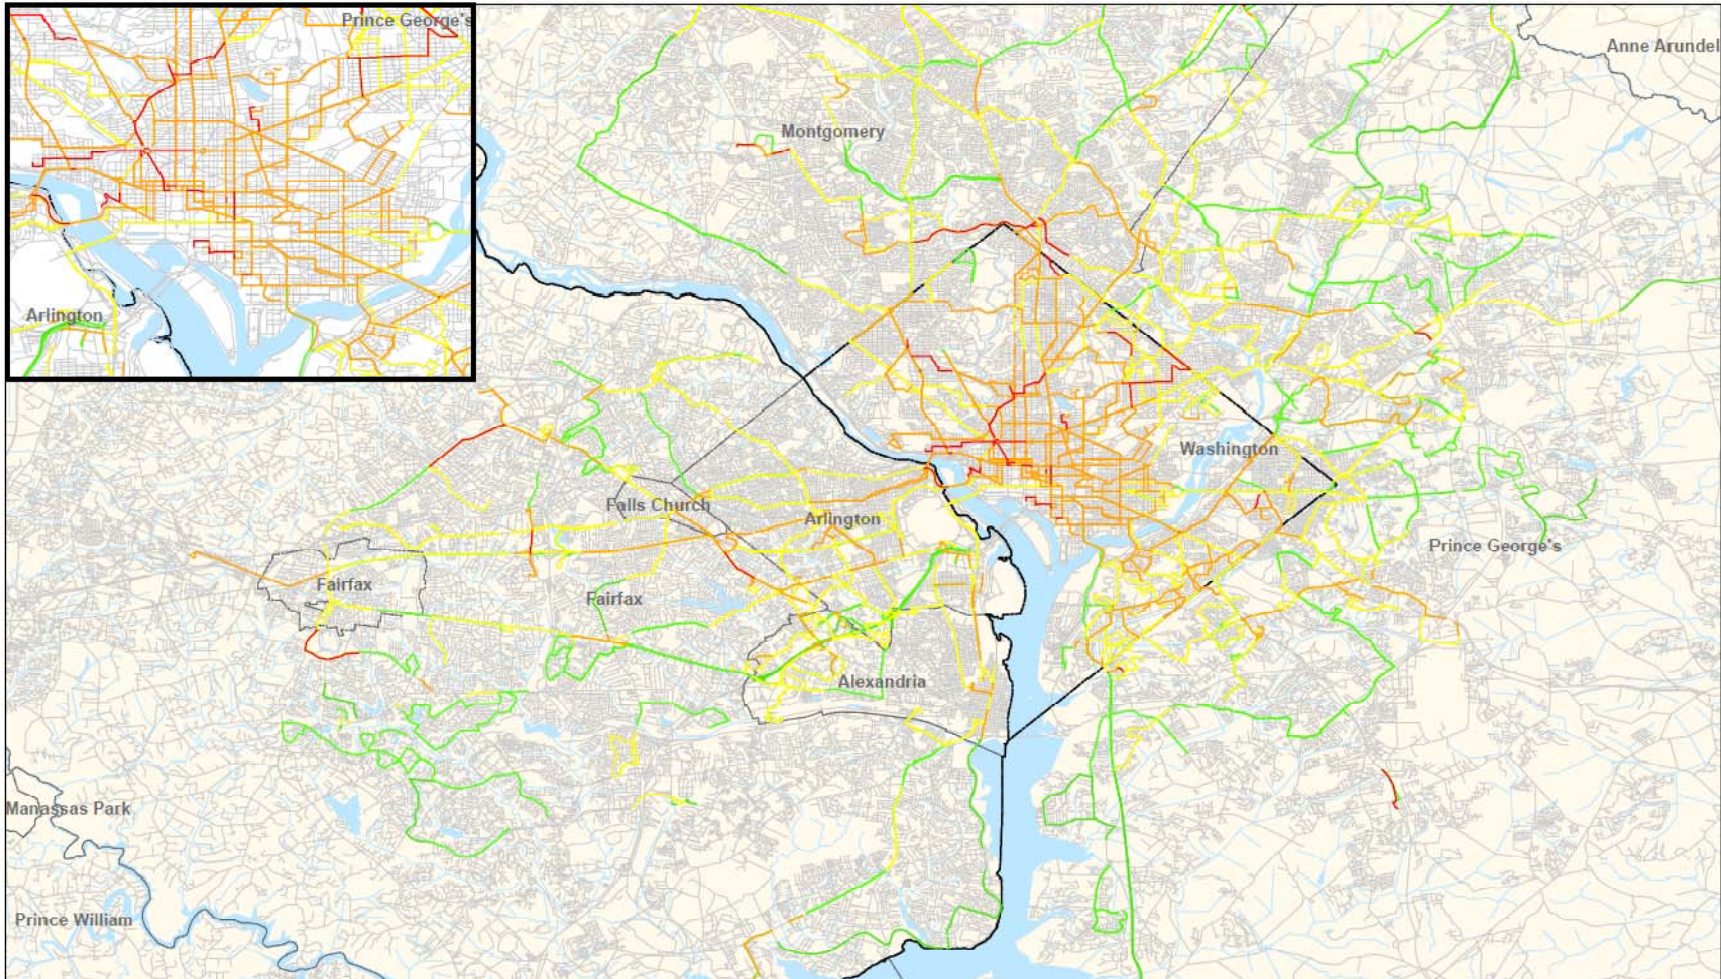 Prince George's
Arlington
Anne Arundel
Montgomery
Washington
Falls Church
Arlington
Prince George's
Fairfax
Fairfax
Alexandria
Manassas Park
Prince William